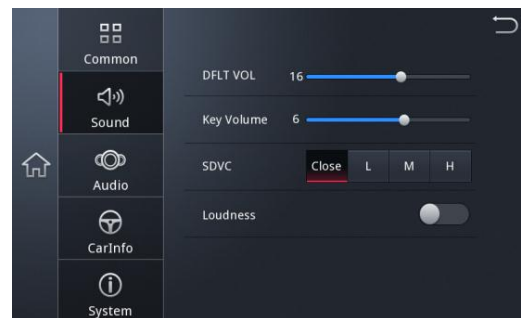 Common
Sound
Audio
CarInfo
System
DFLT VOL 16
Key Volume 6
SDVC Close L M H
Loudness